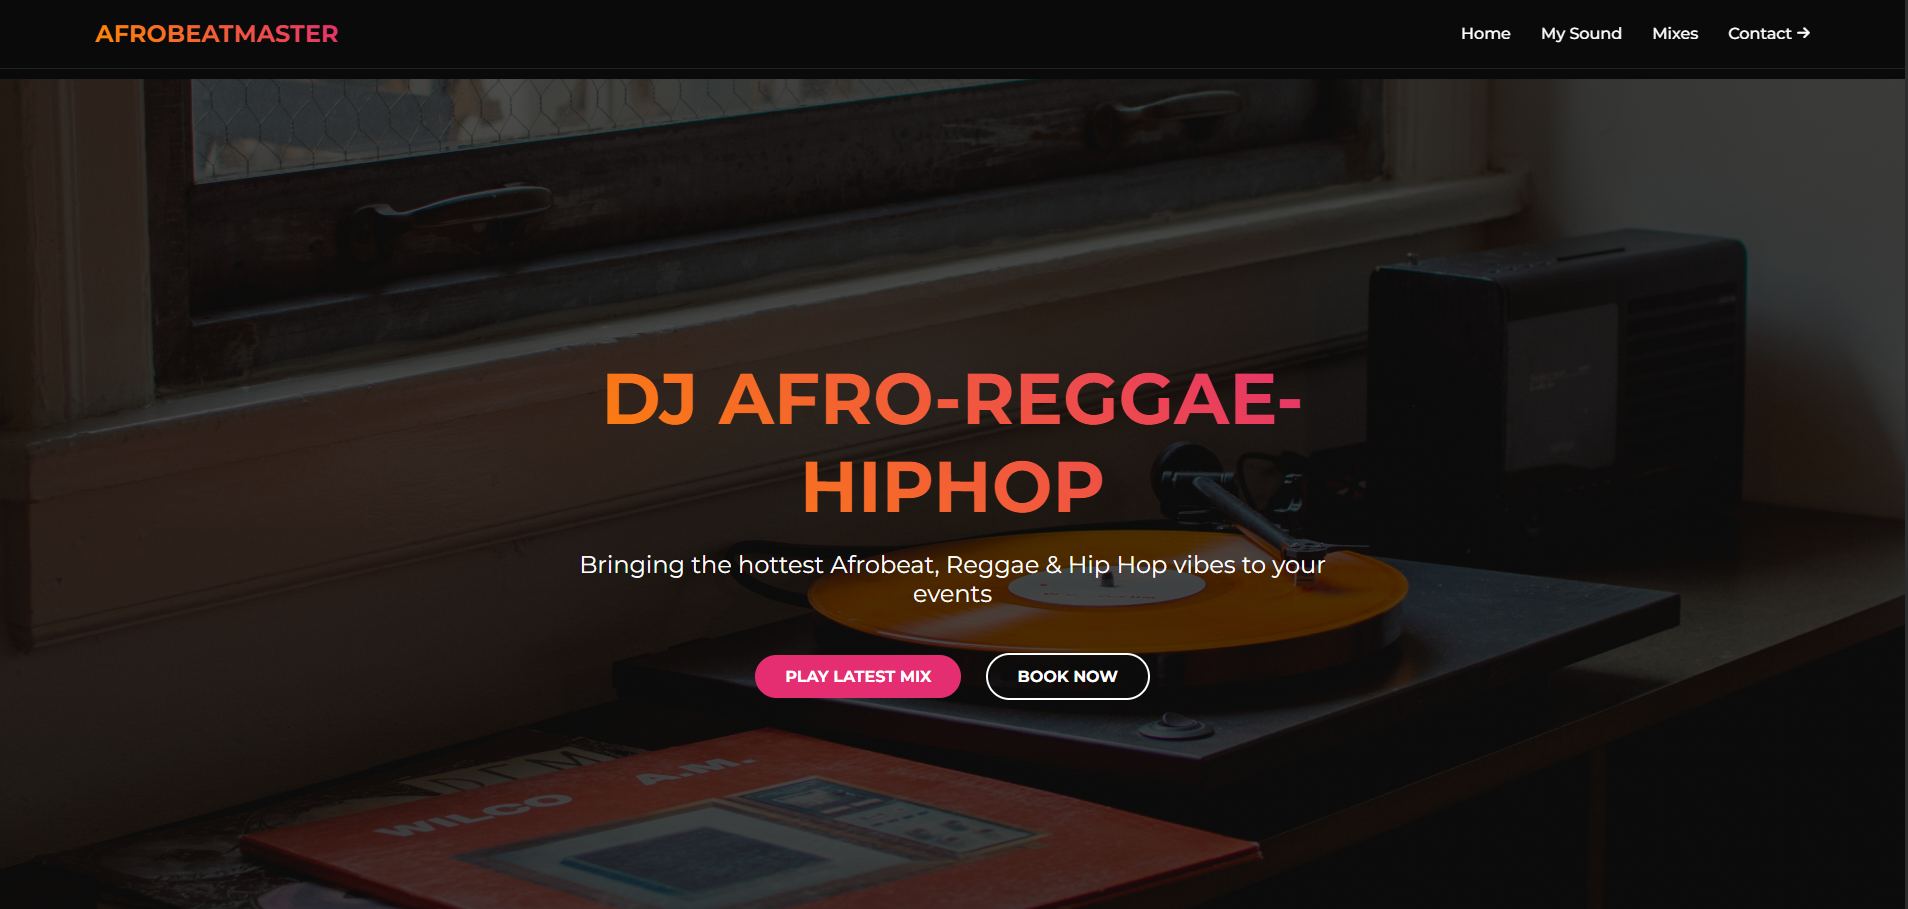 AFROBEATMASTER
Home My Sound Mixes Contact →
DJ AFRO-REGGAE-
HIPHOP
Bringing the hottest Afrobeat, Reggae & Hip Hop vibes to your
events
PLAY LATEST MIX BOOK NOW
DEM
WILCO A.M.